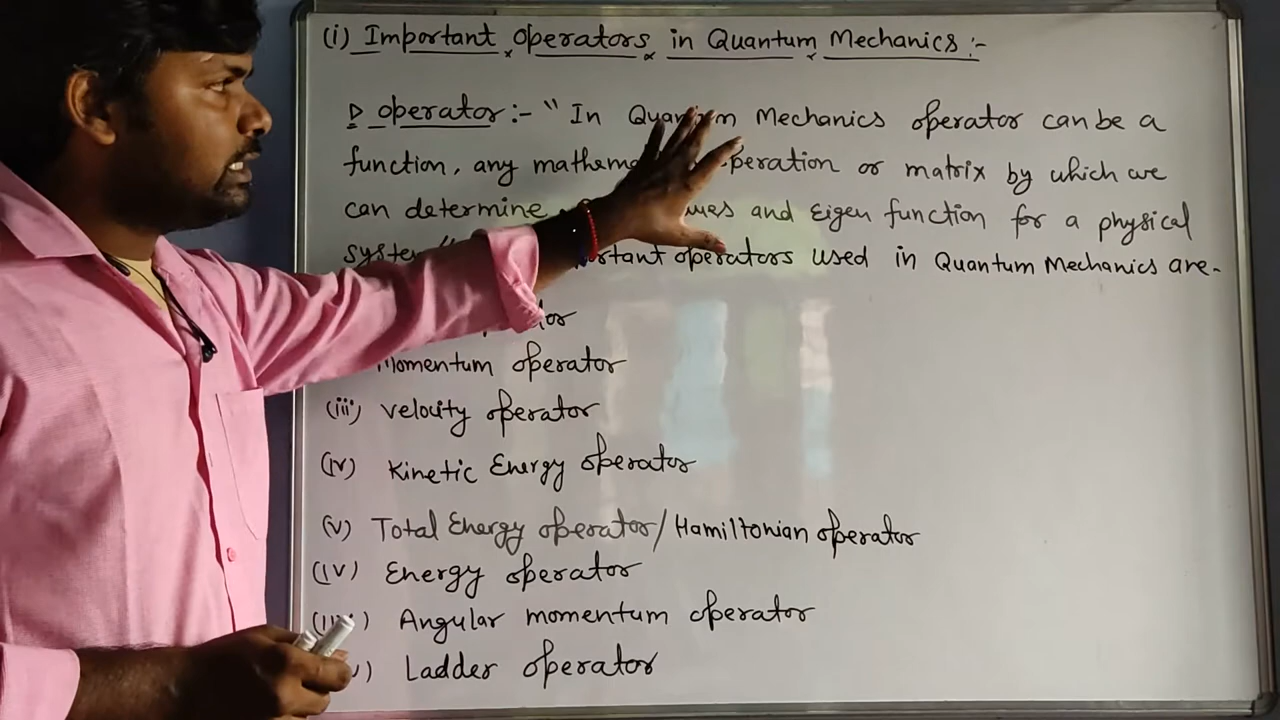 (i) Important operators in Quantum Mechanics :-
▷ operator :- " In Quantum Mechanics operator can be a
function, any operation or matrix by which we
can determine and Eigen function for a physical
operators used in Quantum Mechanics are-
Momentum operator
(iii) velocity operator
(iv) Kinetic Energy operator
(v) Total Energy operator/Hamiltonian operator
(iv) Energy operator
Angular momentum operator
Ladder operator